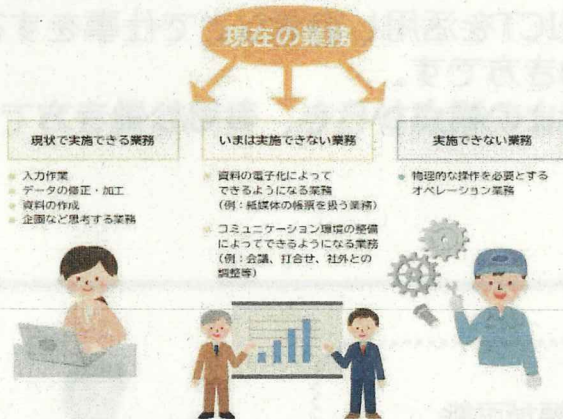 現在の業務
現状で実施できる業務
入力作業
データの修正・加工
資料の作成
企画など思考する業務
いまは実施できない業務
資料の電子化によって
できるようになる業務
(例:紙媒体の帳票を扱う業務)
コミュニケーション環境の整備
によってできるようになる業務
(例:会議、打合せ、社外との
調整等)
実施できない業務
物理的な操作を必要とする
オペレーション業務